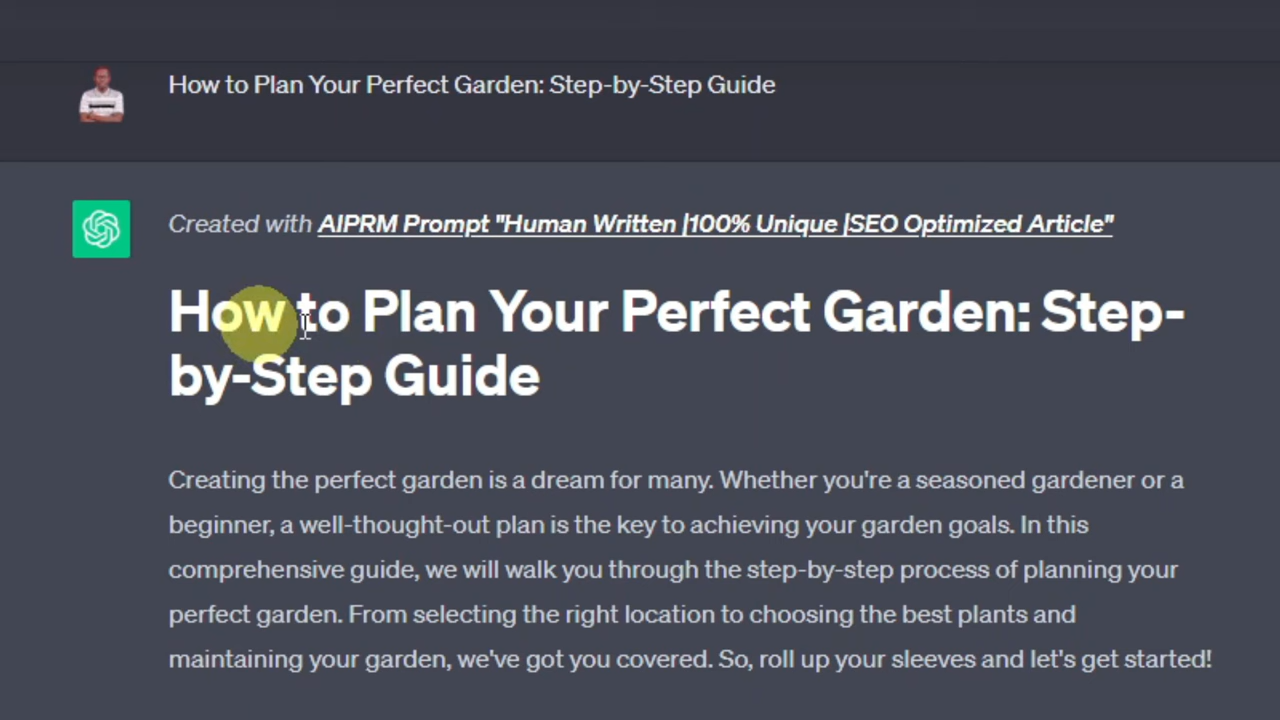 How to Plan Your Perfect Garden: Step-by-Step Guide
Created with AIPRM Prompt "Human Written |100% Unique |SEO Optimized Article"
How to Plan Your Perfect Garden: Step-
by-Step Guide
Creating the perfect garden is a dream for many. Whether you're a seasoned gardener or a
beginner, a well-thought-out plan is the key to achieving your garden goals. In this
comprehensive guide, we will walk you through the step-by-step process of planning your
perfect garden. From selecting the right location to choosing the best plants and
maintaining your garden, we've got you covered. So, roll up your sleeves and let's get started!